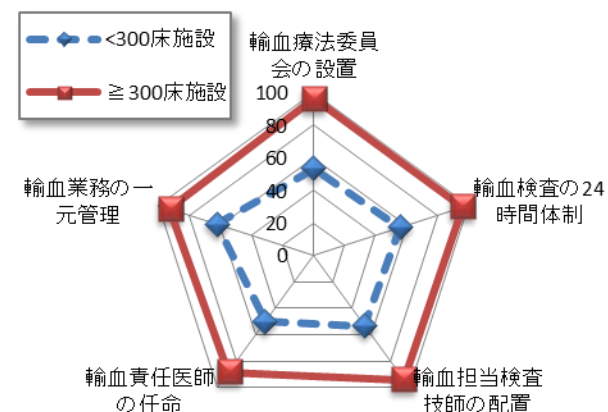 <300床施設
≧300床施設
輸血療法委員
会の設置
100
80
60
40
20
0
輸血検査の24
時間体制
輸血担当検査
技師の配置
輸血責任医師
の任命
輸血業務の一
元管理